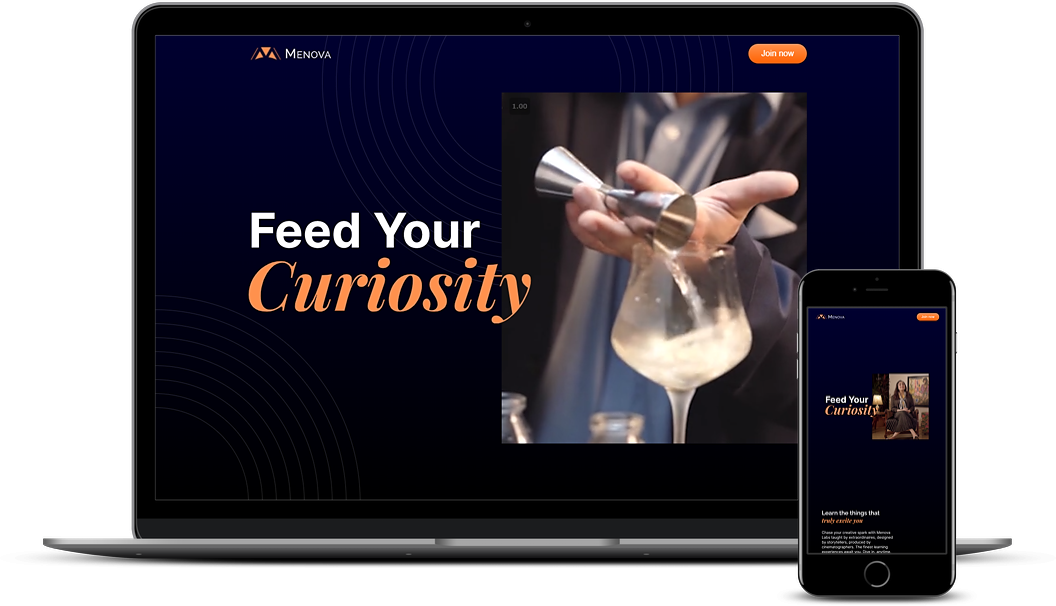 MENOVA
Join now
1.00
Feed Your
Curiosity
MENOVA
Join now
Feed Your
Curiosity
Learn the things that
truly excite you
Chase your creative spark with Menova
Labs taught by extraordinaires, designed
by storytellers, produced by
cinematographers. The finest learning
experiences await you. Dive in, anytime,